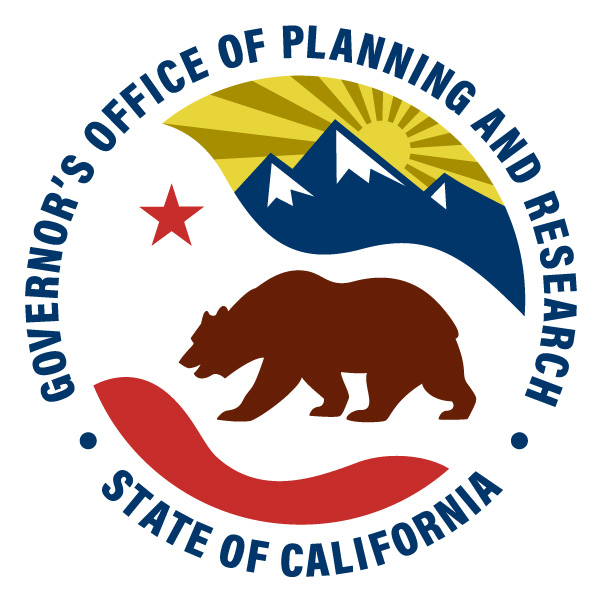 GOVERNOR'S OFFICE OF PLANNING AND RESEARCH
STATE OF CALIFORNIA